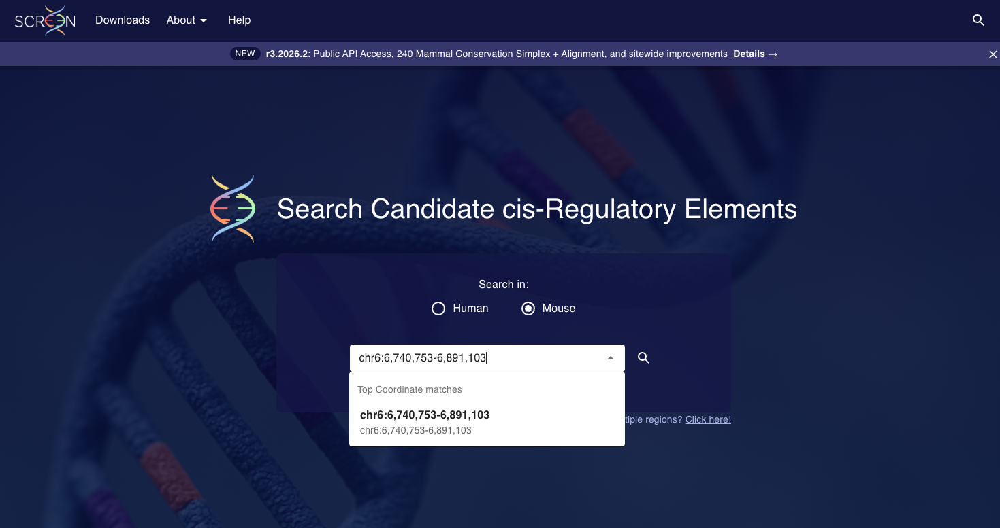 SCREEN Downloads About Help
NEW r3.2026.2: Public API Access, 240 Mammal Conservation Simplex + Alignment, and sitewide improvements Details →
Search Candidate cis-Regulatory Elements
Search in:
Human Mouse
chr6:6,740,753-6,891,103
Top Coordinate matches
chr6:6,740,753-6,891,103
regions? Click here!
chr6:6,740,753-6,891,103